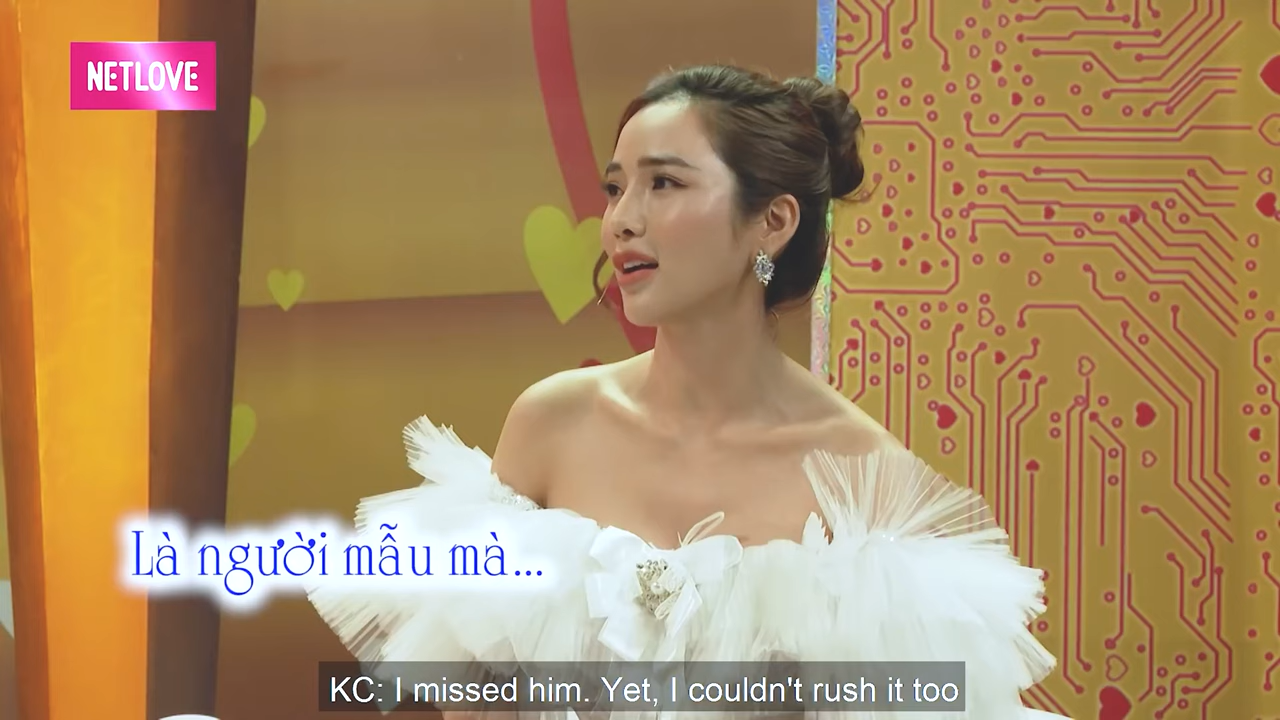 NETLOVE
Là người mẫu mà...
KC: I missed him. Yet, I couldn't rush it too